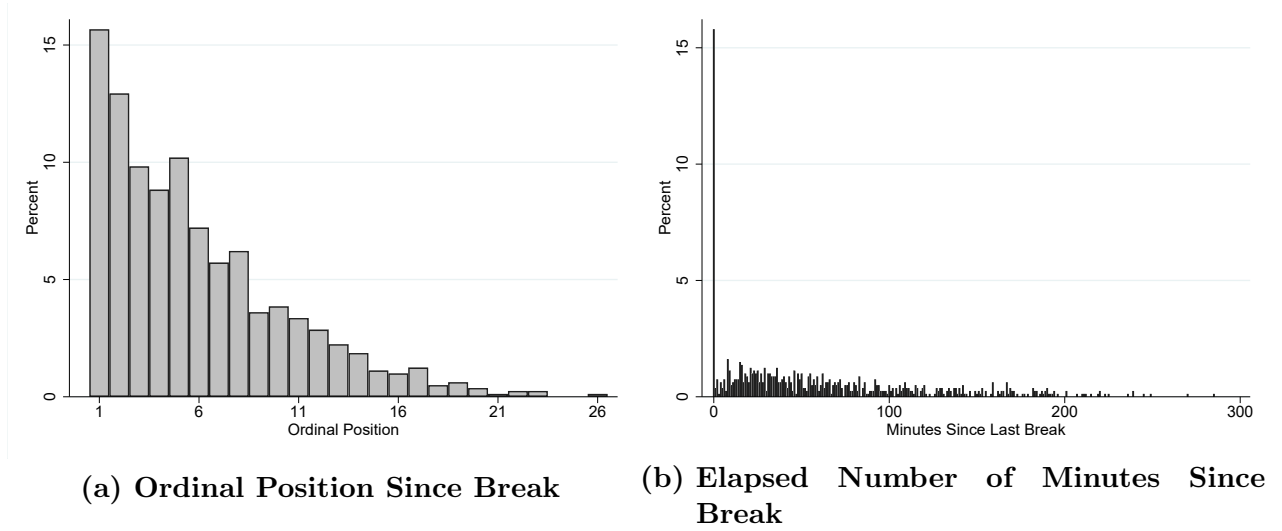 15
10
5
0
Percent
1
6
11
16
21
26
Ordinal Position
(a) Ordinal Position Since Break
15
10
5
0
Percent
0
100
200
300
Minutes Since Last Break
(b) Elapsed Number of Minutes Since
Break